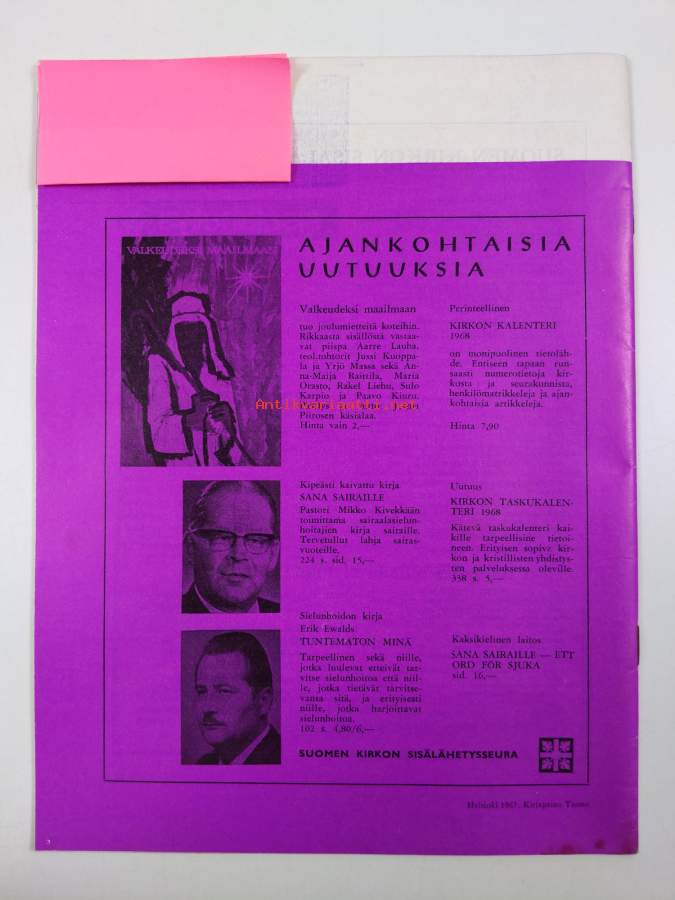 VALKEUDEKSI MAAILMAAN
AJANKOHTAISIA
UUTUUKSIA
Valkeudeksi maailmaan
tuo joulumietteitä koteihin.
Rikkaasta sisällöstä vastaa-
vat piispa Aarre Lauha,
teol.tohtorit Jussi Kuoppa-
la ja Yrjö Massa sekä An-
na-Maija Raittila, Maria
Orasto, Rakel Liehu, Sulo
Karpio ja Paavo Kiuru.
Piirosen käsialaa.
Hinta vain 2,—
Perinteellinen
KIRKON KALENTERI
1968
on monipuolinen tietoläh-
de. Entiseen tapaan run-
saasti numerotietoja kir-
kosta ja seurakunnista,
henkilömatrikkeleja ja ajan-
kohtaisia artikkeleja.
Hinta 7,90
Antikvariaatti.net
Kipeästi kaivattu kirja
SANA SAIRAILLE
Pastori Mikko Kivekkään
toimittama sairaalasielun-
hoitajien kirja sairaille.
Tervetullut lahja sairas-
vuoteille.
224 s. sid. 15,—
Uutuus
KIRKON TASKUKALEN-
TERI 1968
Kätevä taskukalenteri kai-
kille tarpeellisine tietoi-
neen. Erityisen sopiva kir-
kon ja kristillisten yhdistys-
ten palveluksessa oleville.
338 s. 5,—
Sielunhoidon kirja
Erik Ewalds
TUNTEMATON MINÄ
Tarpeellinen sekä niille,
jotka luulevat etteivät tar-
vitse sielunhoitoa että niil-
le, jotka tietävät tarvitse-
vansa sitä, ja erityisesti
niille, jotka harjoittavat
sielunhoitoa.
102 s. 4,80/6,—
Kaksikielinen laitos
SANA SAIRAILLE — ETT
ORD FÖR SJUKA
sid. 16,—
SUOMEN KIRKON SISÄLÄHETYSSEURA
Helsinki 1967, Kirjapaino Tarmo